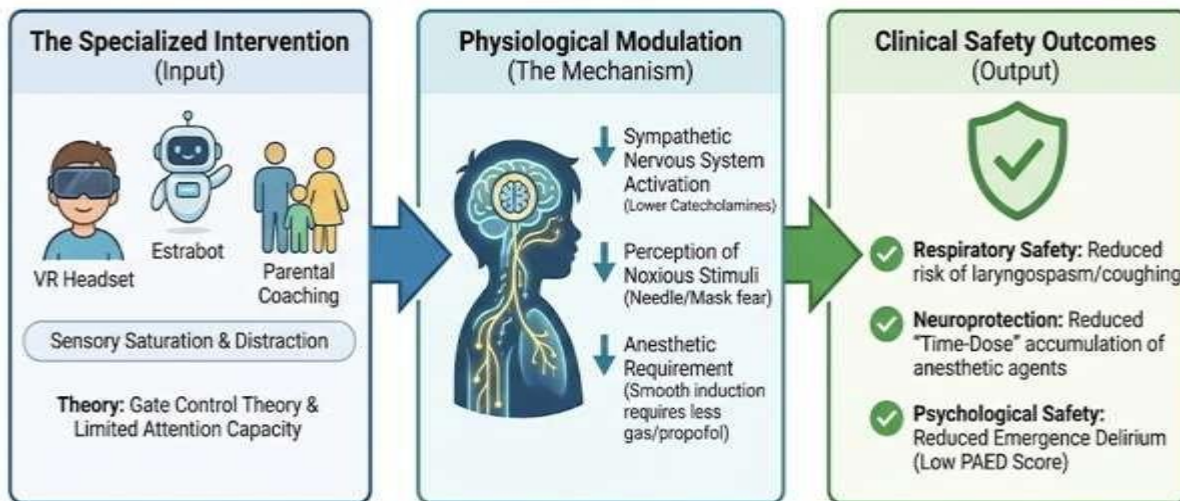 The Specialized Intervention
(Input)
VR Headset
Estrabot
Parental
Coaching
Sensory Saturation & Distraction
Theory: Gate Control Theory &
Limited Attention Capacity
Physiological Modulation
(The Mechanism)
Sympathetic
Nervous System
Activation
(Lower Catecholamines)
Perception of
Noxious Stimuli
(Needle/Mask fear)
Anesthetic
Requirement
(Smooth induction
requires less
gas/propofol)
Clinical Safety Outcomes
(Output)
Respiratory Safety: Reduced
risk of laryngospasm/coughing
Neuroprotection: Reduced
“Time-Dose” accumulation of
anesthetic agents
Psychological Safety:
Reduced Emergence Delirium
(Low PAED Score)